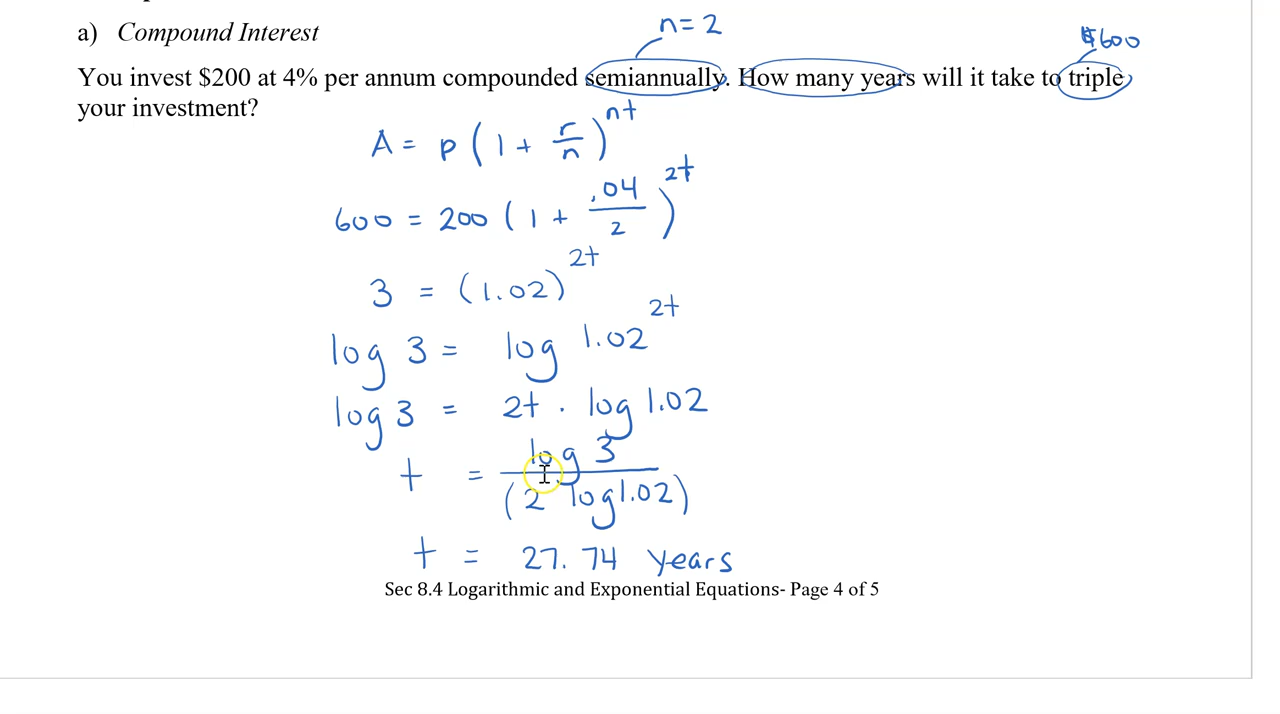 n = 2
$600
a) Compound Interest
You invest $200 at 4% per annum compounded semiannually. How many years will it take to triple
your investment?
A = p ( 1 + r/n )^nt
600 = 200 ( 1 + .04/2 )^2t
3 = (1.02)^2t
log 3 = log 1.02^2t
log 3 = 2t · log 1.02
t = log 3 / (2 · log 1.02)
t = 27.74 years
Sec 8.4 Logarithmic and Exponential Equations- Page 4 of 5